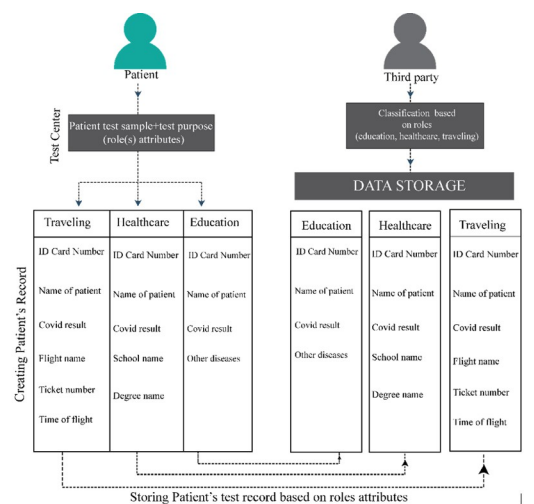 Patient
Third party
Test Center
Patient test sample+test purpose
(role(s) attributes)
Classification based
on roles
(education, healthcare, traveling)
DATA STORAGE
Creating Patient's Record
Traveling
ID Card Number
Name of patient
Covid result
Flight name
Ticket number
Time of flight
Healthcare
ID Card Number
Name of patient
Covid result
School name
Degree name
Education
ID Card Number
Name of patient
Covid result
Other diseases
Education
ID Card Number
Name of patient
Covid result
Other diseases
Healthcare
ID Card Number
Name of patient
Covid result
School name
Degree name
Traveling
ID Card Number
Name of patient
Covid result
Flight name
Ticket number
Time of flight
Storing Patient's test record based on roles attributes